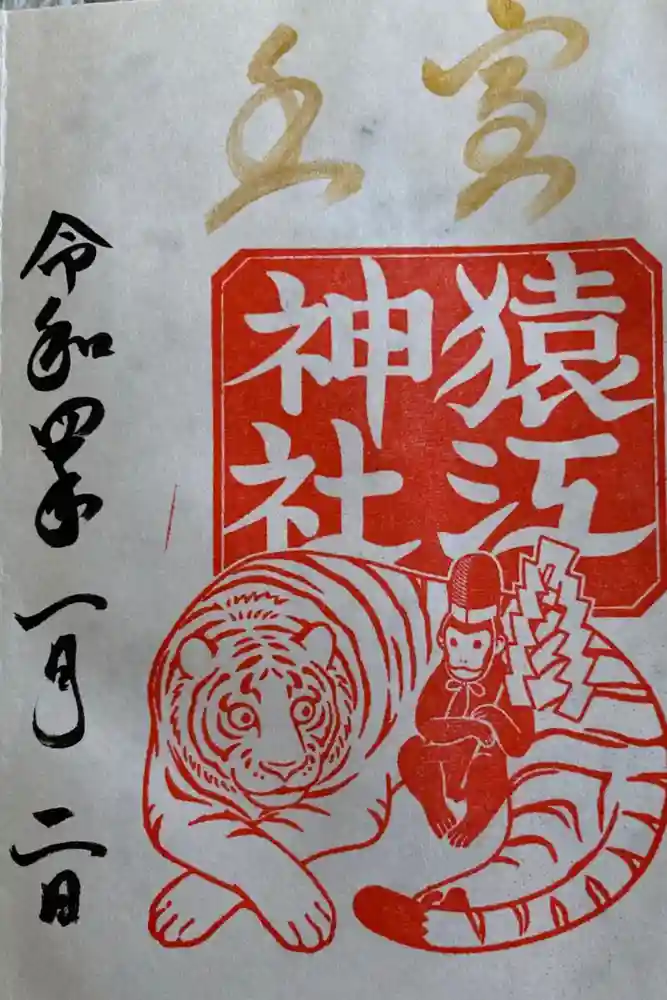 壬寅
猿江
神社
令和四年一月二日